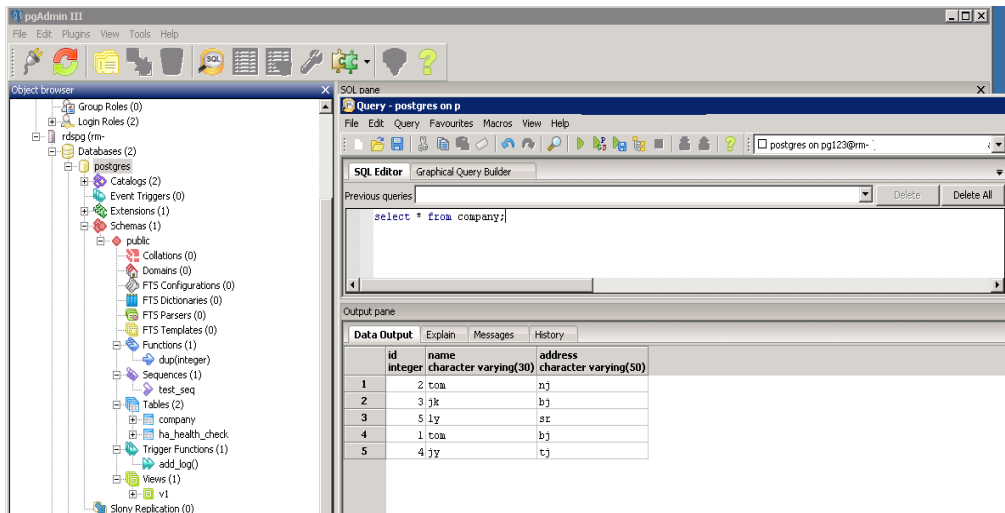 pgAdmin III
File Edit Plugins View Tools Help
SQL
Object browser
Group Roles (0)
Login Roles (2)
rdspg (rm-
Databases (2)
postgres
Catalogs (2)
Event Triggers (0)
Extensions (1)
Schemas (1)
public
Collations (0)
Domains (0)
FTS Configurations (0)
FTS Dictionaries (0)
FTS Parsers (0)
FTS Templates (0)
Functions (1)
dup(integer)
Sequences (1)
test_seq
Tables (2)
company
ha_health_check
Trigger Functions (1)
add_log()
Views (1)
v1
Slony Replication (0)
SQL pane
Query - postgres on p
File Edit Query Favourites Macros View Help
postgres on pg123@rm-
SQL Editor Graphical Query Builder
Previous queries Delete Delete All
select * from company;
Output pane
Data Output Explain Messages History
id name address
integer character varying(30) character varying(50)
1 2 tom nj
2 3 jk bj
3 5 ly sr
4 1 tom bj
5 4 jy tj